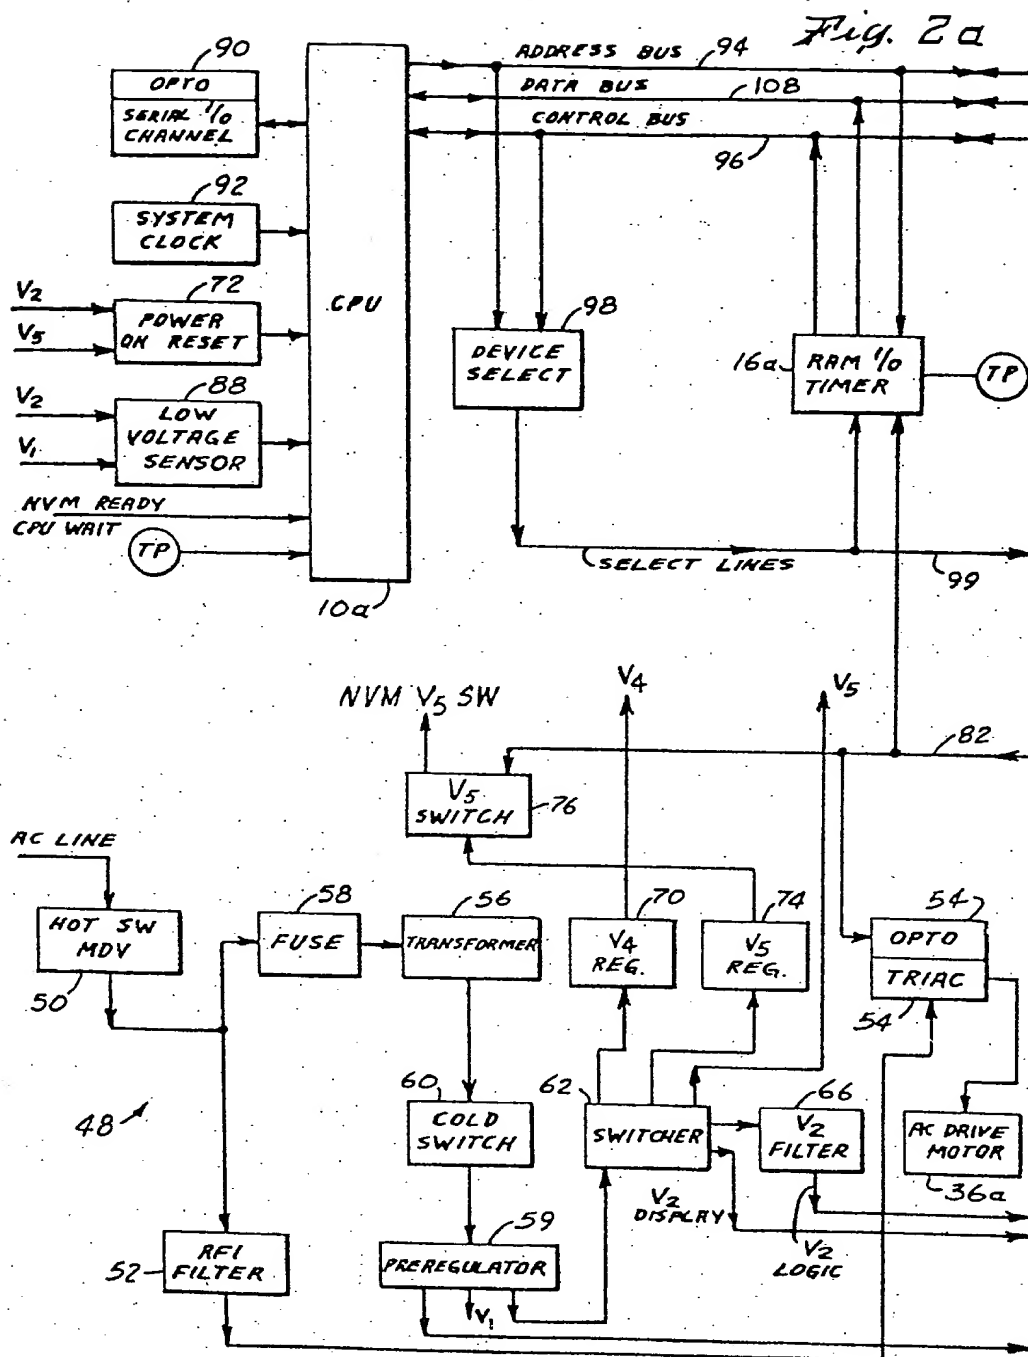 Fig. 2a
90
OPTO
SERIAL I/O
CHANNEL
92
SYSTEM
CLOCK
V2
V5
72
POWER
ON RESET
V2
V1
88
LOW
VOLTAGE
SENSOR
NVM READY
CPU WAIT
TP
CPU
10a
ADDRESS BUS
94
DATA BUS
108
CONTROL BUS
96
98
DEVICE
SELECT
16a
RAM I/O
TIMER
TP
SELECT LINES
99
NVM V5 SW
V4
V5
82
V5
SWITCH
76
AC LINE
HOT SW
MDV
50
58
FUSE
56
TRANSFORMER
70
V4
REG.
74
V5
REG.
54
OPTO
TRIAC
54
48
60
COLD
SWITCH
62
SWITCHER
66
V2
FILTER
AC DRIVE
MOTOR
36a
V2
DISPLAY
V2
LOGIC
52
RFI
FILTER
59
PREREGULATOR
V1